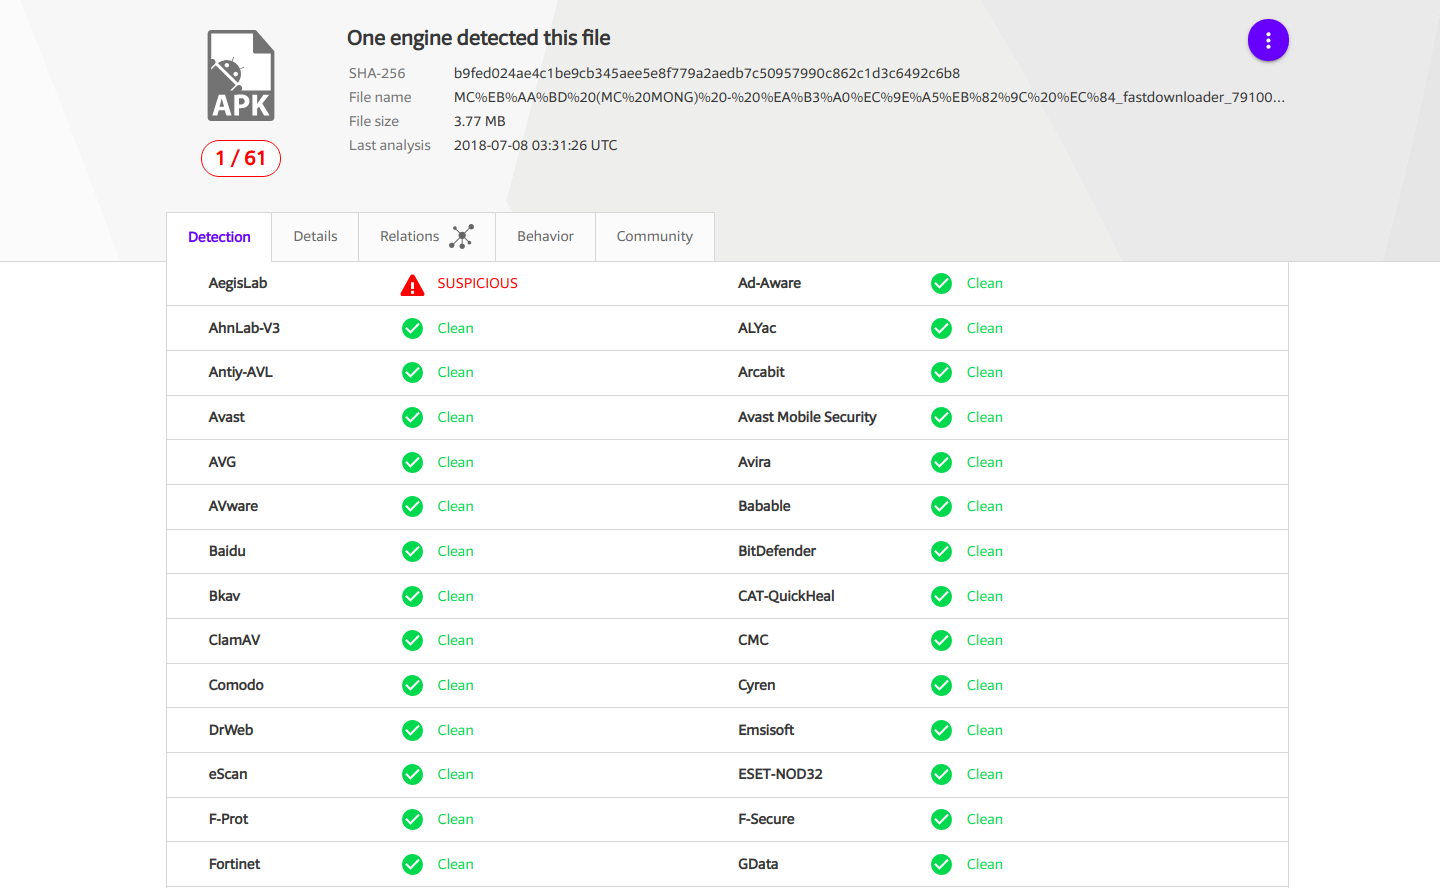 One engine detected this file
SHA-256 b9fed024ae4c1be9cb345aee5e8f779a2aedb7c50957990c862c1d3c6492c6b8
File name MC%EB%AA%BD%20(MC%20MONG)%20-%20%EA%B3%A0%EC%9E%A5%EB%82%9C%20%EC%84_fastdownloader_79100...
File size 3.77 MB
Last analysis 2018-07-08 03:31:26 UTC
APK
1 / 61
Detection Details Relations Behavior Community
AegisLab SUSPICIOUS Ad-Aware Clean
AhnLab-V3 Clean ALYac Clean
Antiy-AVL Clean Arcabit Clean
Avast Clean Avast Mobile Security Clean
AVG Clean Avira Clean
AVware Clean Babable Clean
Baidu Clean BitDefender Clean
Bkav Clean CAT-QuickHeal Clean
ClamAV Clean CMC Clean
Comodo Clean Cyren Clean
DrWeb Clean Emsisoft Clean
eScan Clean ESET-NOD32 Clean
F-Prot Clean F-Secure Clean
Fortinet Clean GData Clean